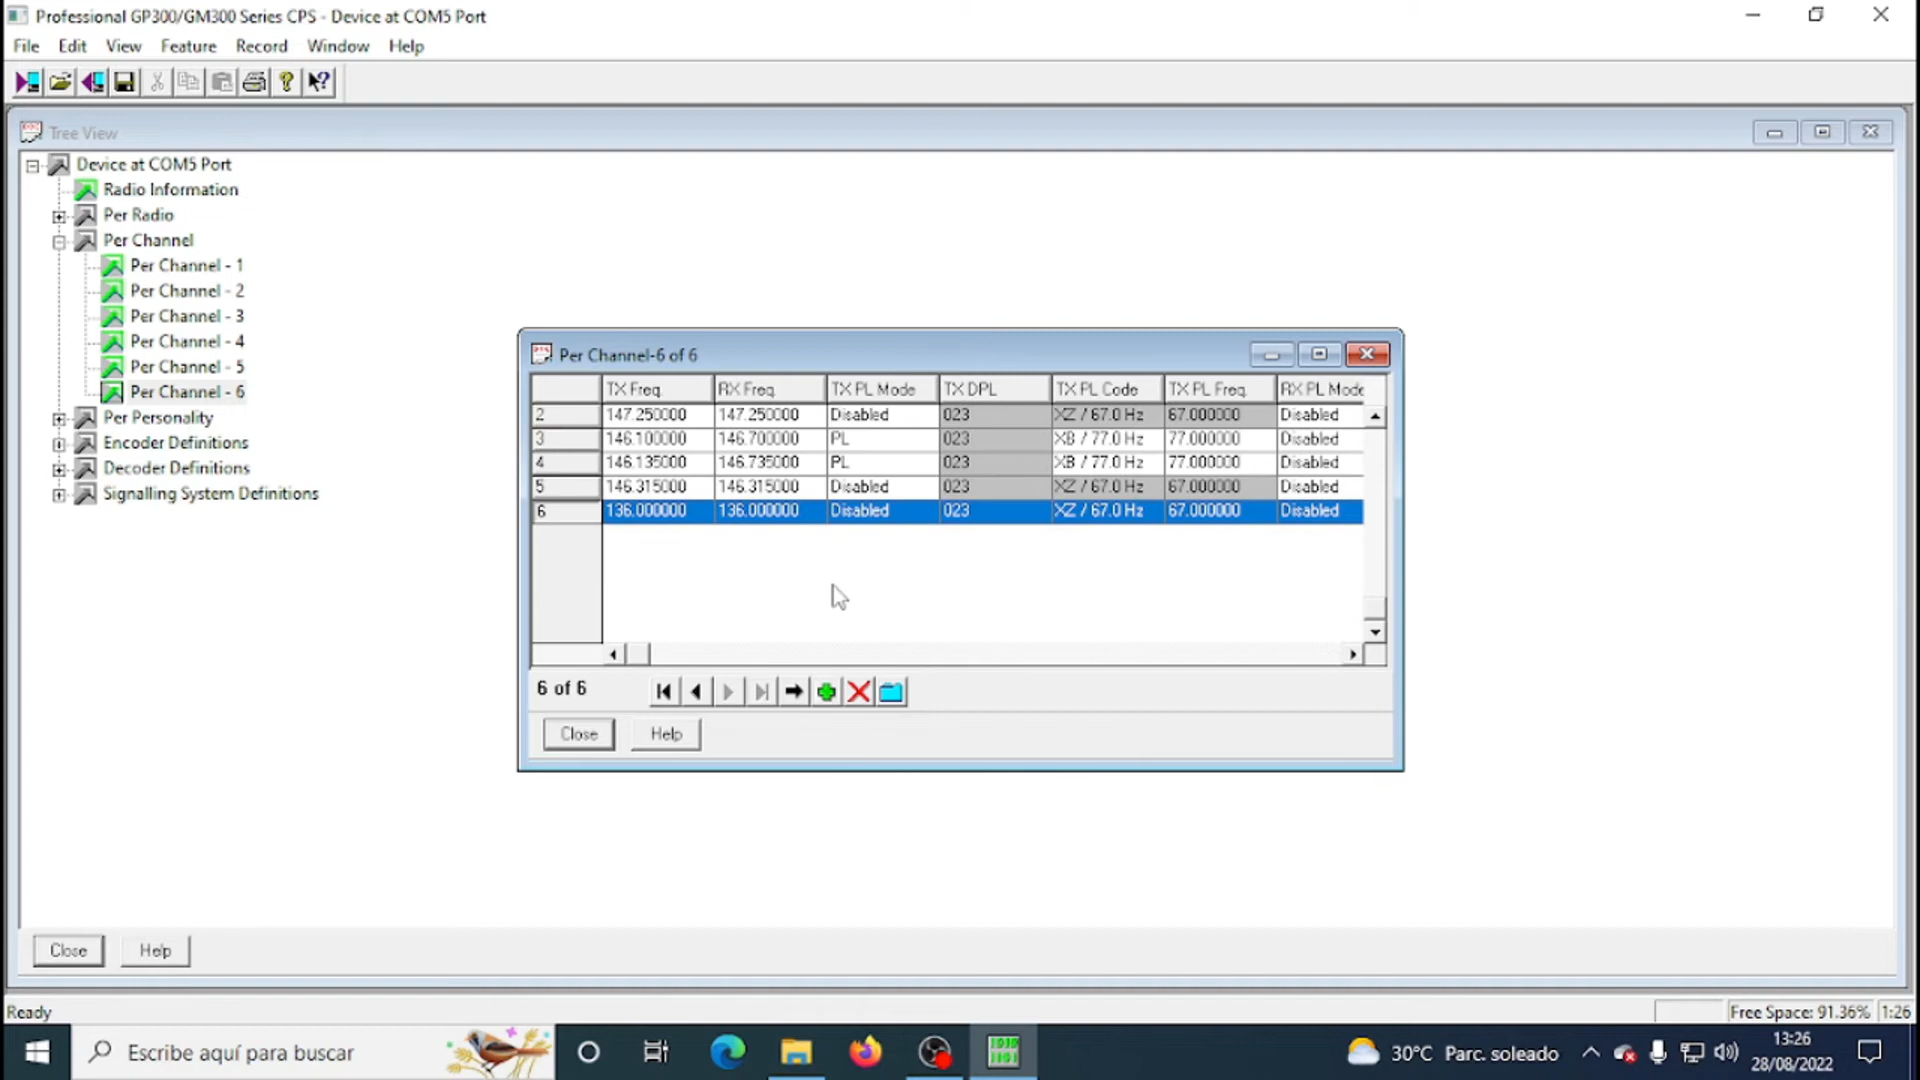 Professional GP300/GM300 Series CPS - Device at COM5 Port
File Edit View Feature Record Window Help
Tree View
Device at COM5 Port
Radio Information
Per Radio
Per Channel
Per Channel - 1
Per Channel - 2
Per Channel - 3
Per Channel - 4
Per Channel - 5
Per Channel - 6
Per Personality
Encoder Definitions
Decoder Definitions
Signalling System Definitions
Per Channel-6 of 6
TX Freq. RX Freq. TX PL Mode TX DPL TX PL Code TX PL Freq. RX PL Mode
2 147.250000 147.250000 Disabled 023 XZ / 67.0 Hz 67.000000 Disabled
3 146.100000 146.700000 PL 023 XB / 77.0 Hz 77.000000 Disabled
4 146.135000 146.735000 PL 023 XB / 77.0 Hz 77.000000 Disabled
5 146.315000 146.315000 Disabled 023 XZ / 67.0 Hz 67.000000 Disabled
6 136.000000 136.000000 Disabled 023 XZ / 67.0 Hz 67.000000 Disabled
6 of 6
Close Help
Close Help
Ready
Free Space: 91.36% 1:26
Escribe aquí para buscar
30°C Parc. soleado
13:26
28/08/2022